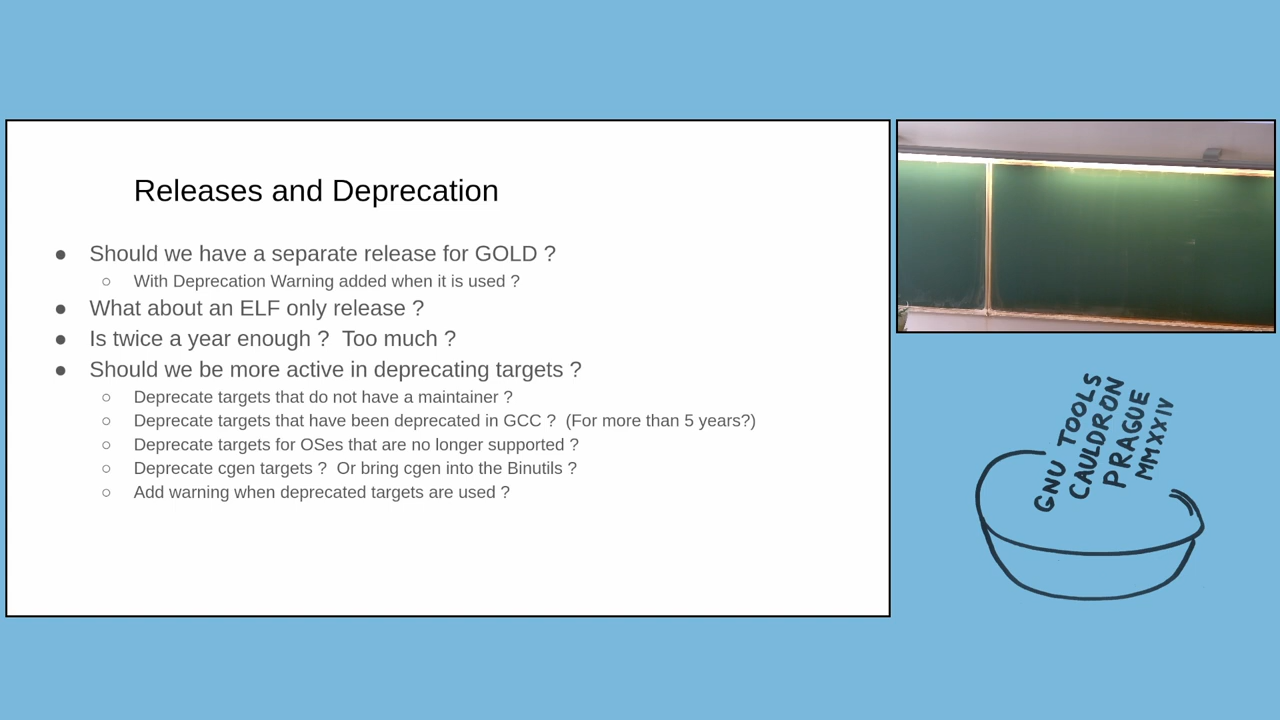 Releases and Deprecation
● Should we have a separate release for GOLD ?
○ With Deprecation Warning added when it is used ?
● What about an ELF only release ?
● Is twice a year enough ?  Too much ?
● Should we be more active in deprecating targets ?
○ Deprecate targets that do not have a maintainer ?
○ Deprecate targets that have been deprecated in GCC ?  (For more than 5 years?)
○ Deprecate targets for OSes that are no longer supported ?
○ Deprecate cgen targets ?  Or bring cgen into the Binutils ?
○ Add warning when deprecated targets are used ?
GNU TOOLS
CAULDRON
PRAGUE
MMXXIV